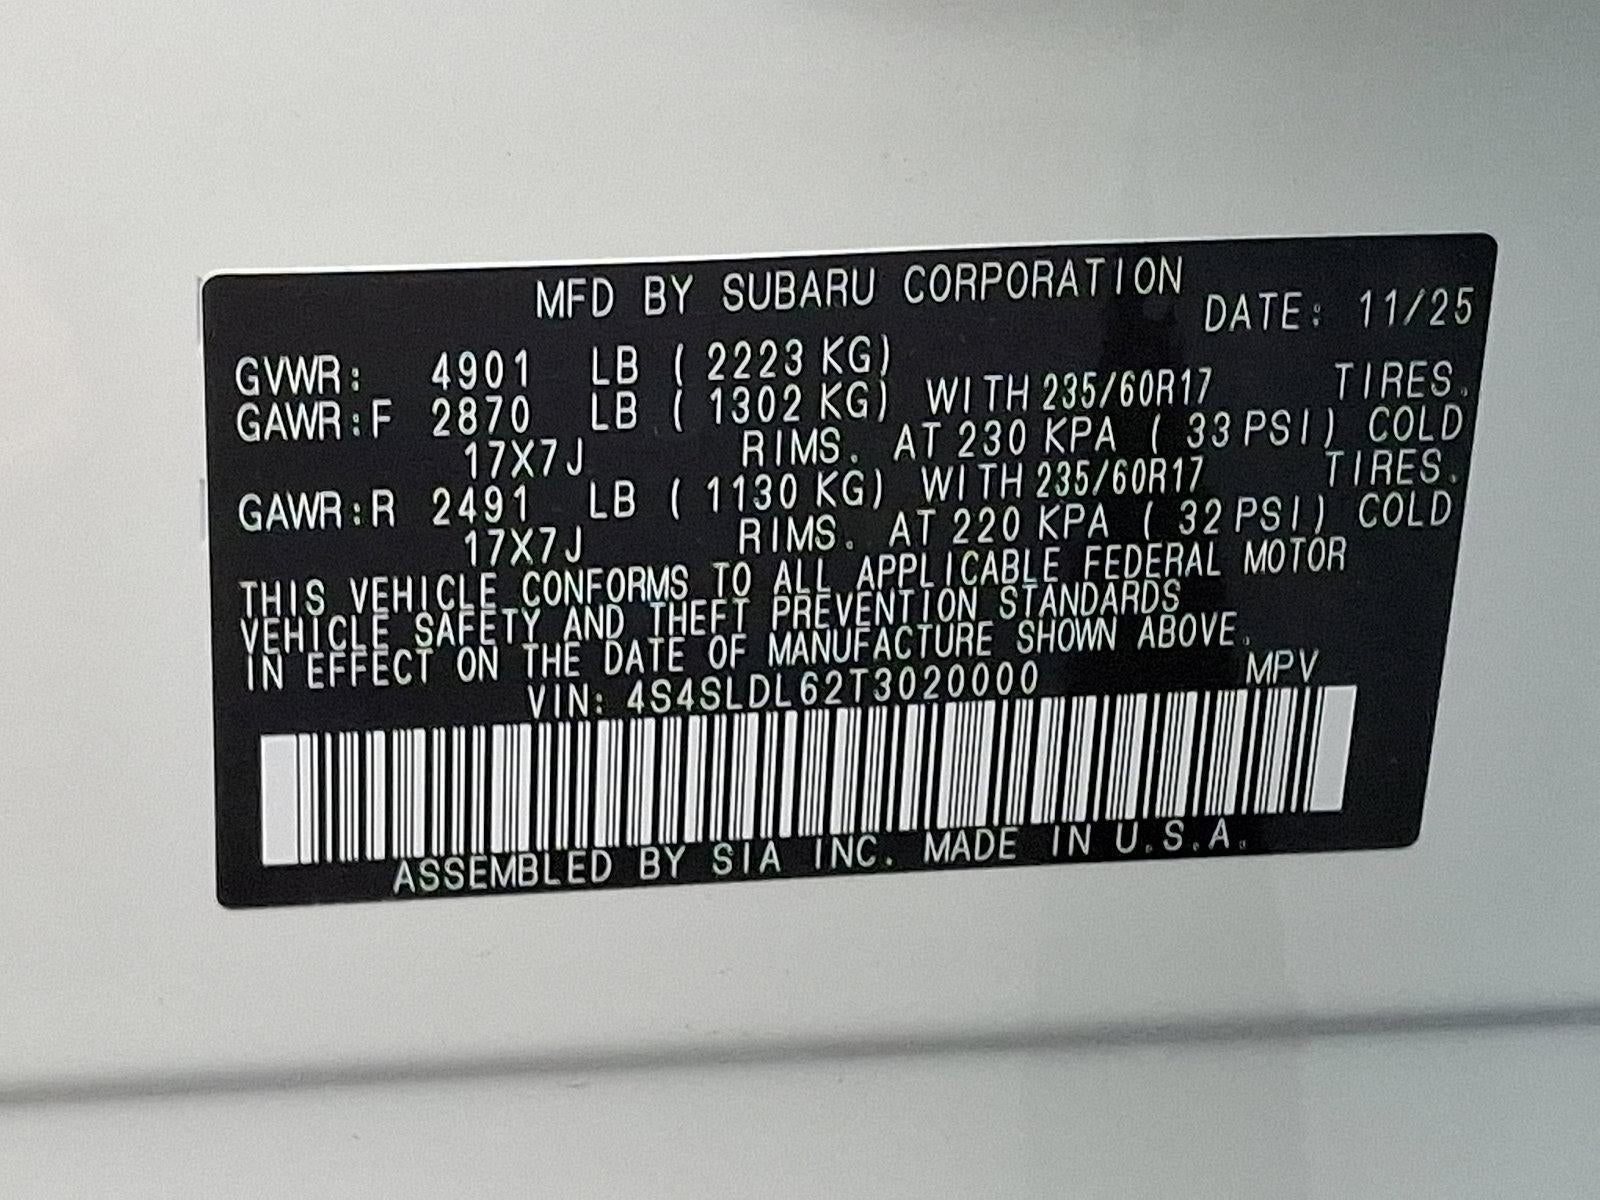 MFD BY SUBARU CORPORATION DATE: 11/25
GVWR: 4901 LB ( 2223 KG)
GAWR:F 2870 LB ( 1302 KG) WITH 235/60R17 TIRES.
17X7J RIMS. AT 230 KPA ( 33 PSI) COLD
GAWR:R 2491 LB ( 1130 KG) WITH 235/60R17 TIRES.
17X7J RIMS. AT 220 KPA ( 32 PSI) COLD
THIS VEHICLE CONFORMS TO ALL APPLICABLE FEDERAL MOTOR
VEHICLE SAFETY AND THEFT PREVENTION STANDARDS
IN EFFECT ON THE DATE OF MANUFACTURE SHOWN ABOVE.
VIN: 4S4SLDL62T3020000 MPV
ASSEMBLED BY SIA INC. MADE IN U.S.A.